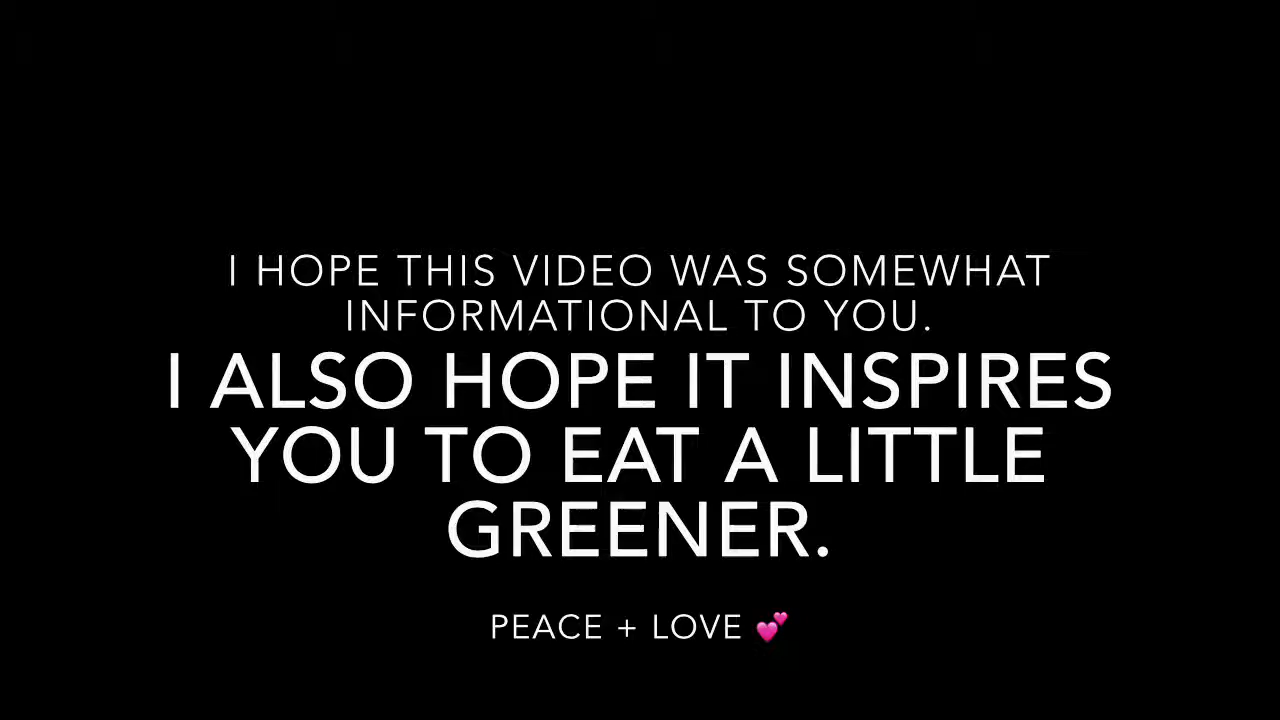 I HOPE THIS VIDEO WAS SOMEWHAT
INFORMATIONAL TO YOU.
I ALSO HOPE IT INSPIRES
YOU TO EAT A LITTLE
GREENER.
PEACE + LOVE 💕